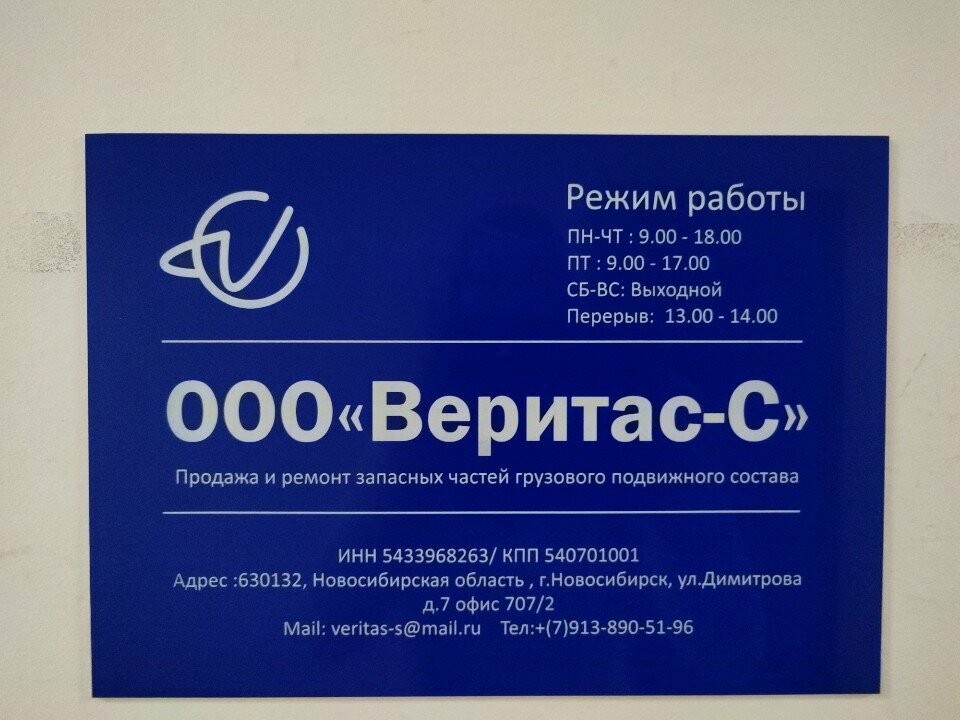 Режим работы
ПН-ЧТ : 9.00 - 18.00
ПТ : 9.00 - 17.00
СБ-ВС: Выходной
Перерыв:  13.00 - 14.00
ООО«Веритас-С»
Продажа и ремонт запасных частей грузового подвижного состава
ИНН 5433968263/ КПП 540701001
Адрес :630132, Новосибирская область , г.Новосибирск, ул.Димитрова
д.7 офис 707/2
Mail: veritas-s@mail.ru    Тел:+(7)913-890-51-96